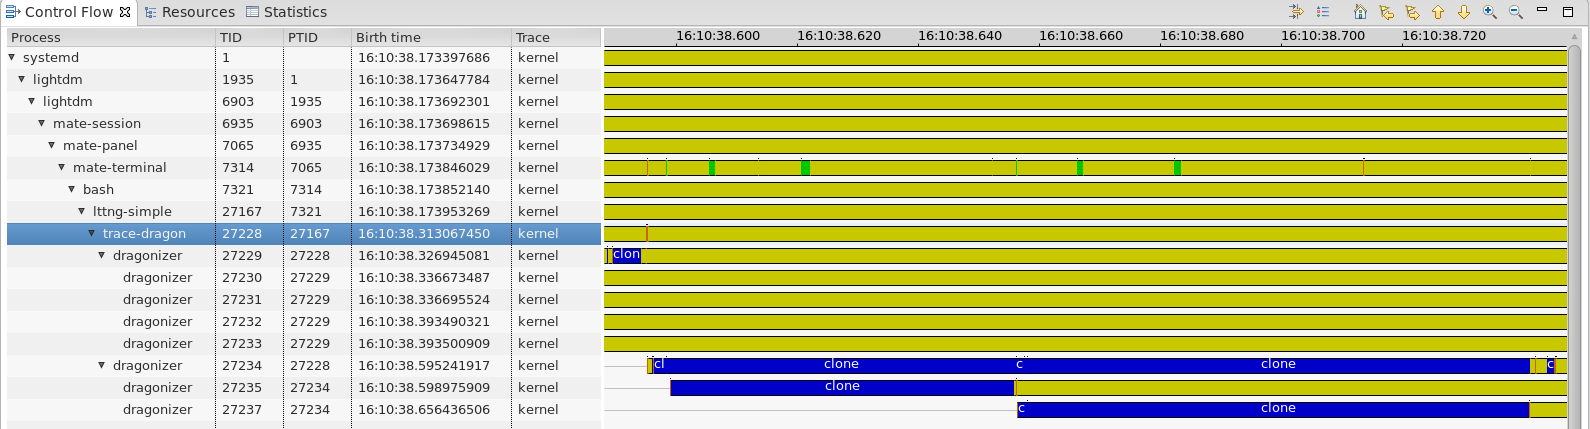 Control Flow Resources Statistics
Process TID PTID Birth time Trace 16:10:38.600 16:10:38.620 16:10:38.640 16:10:38.660 16:10:38.680 16:10:38.700 16:10:38.720
systemd 1 16:10:38.173397686 kernel
lightdm 1935 1 16:10:38.173647784 kernel
lightdm 6903 1935 16:10:38.173692301 kernel
mate-session 6935 6903 16:10:38.173698615 kernel
mate-panel 7065 6935 16:10:38.173734929 kernel
mate-terminal 7314 7065 16:10:38.173846029 kernel
bash 7321 7314 16:10:38.173852140 kernel
lttng-simple 27167 7321 16:10:38.173953269 kernel
trace-dragon 27228 27167 16:10:38.313067450 kernel
dragonizer 27229 27228 16:10:38.326945081 kernel clon
dragonizer 27230 27229 16:10:38.336673487 kernel
dragonizer 27231 27229 16:10:38.336695524 kernel
dragonizer 27232 27229 16:10:38.393490321 kernel
dragonizer 27233 27229 16:10:38.393500909 kernel
dragonizer 27234 27228 16:10:38.595241917 kernel cl clone c clone c
dragonizer 27235 27234 16:10:38.598975909 kernel clone
dragonizer 27237 27234 16:10:38.656436506 kernel c clone